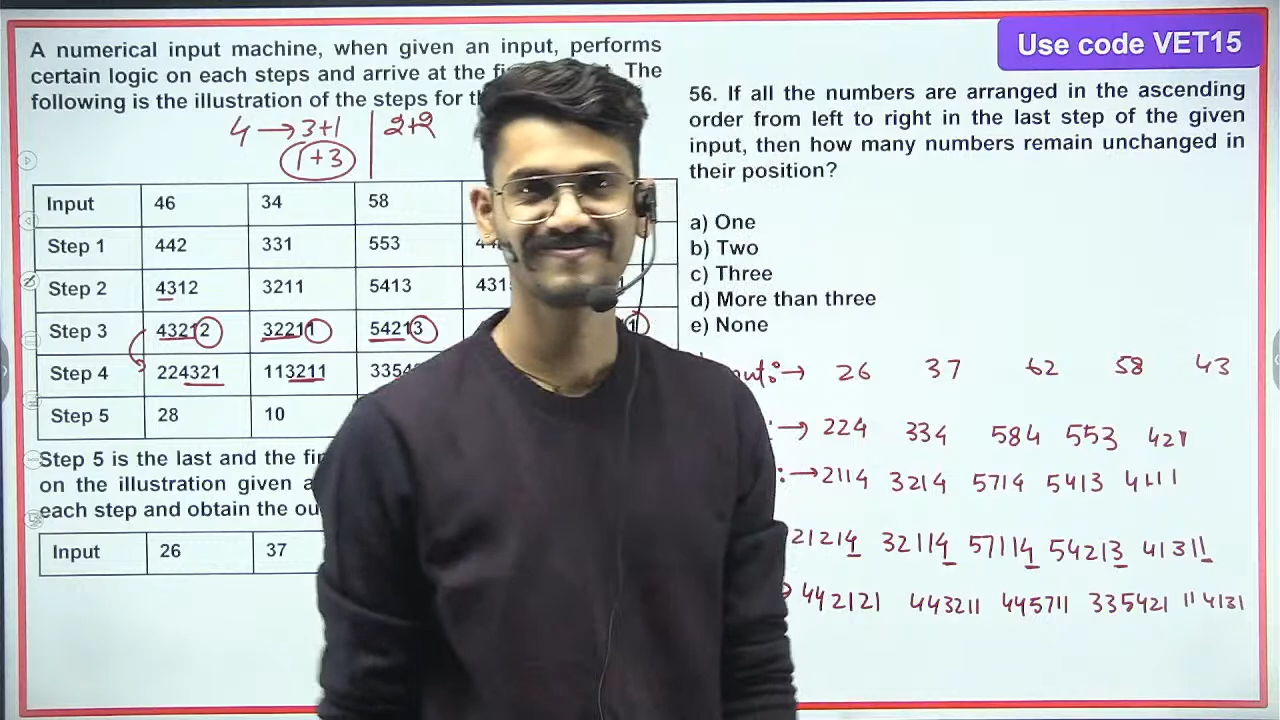 A numerical input machine, when given an input, performs
certain logic on each steps and arrive at the The
following is the illustration of the steps for
4 → 3+1 | 2+2
1+3
Input 46 34 58
Step 1 442 331 553
Step 2 4312 3211 5413
Step 3 43212 32211 54213
Step 4 224321 113211
Step 5 28 10
Step 5 is the last and the
on the illustration given
each step and obtain the
Input 26 37
Use code VET15
56. If all the numbers are arranged in the ascending
order from left to right in the last step of the given
input, then how many numbers remain unchanged in
their position?
a) One
b) Two
c) Three
d) More than three
e) None
→ 26 37 62 58 43
→ 224 334 584 553 421
:→ 2114 3214 5714 5413 4111
21214 32114 57114 54213 41311
442121 443211 445711 335421 114131